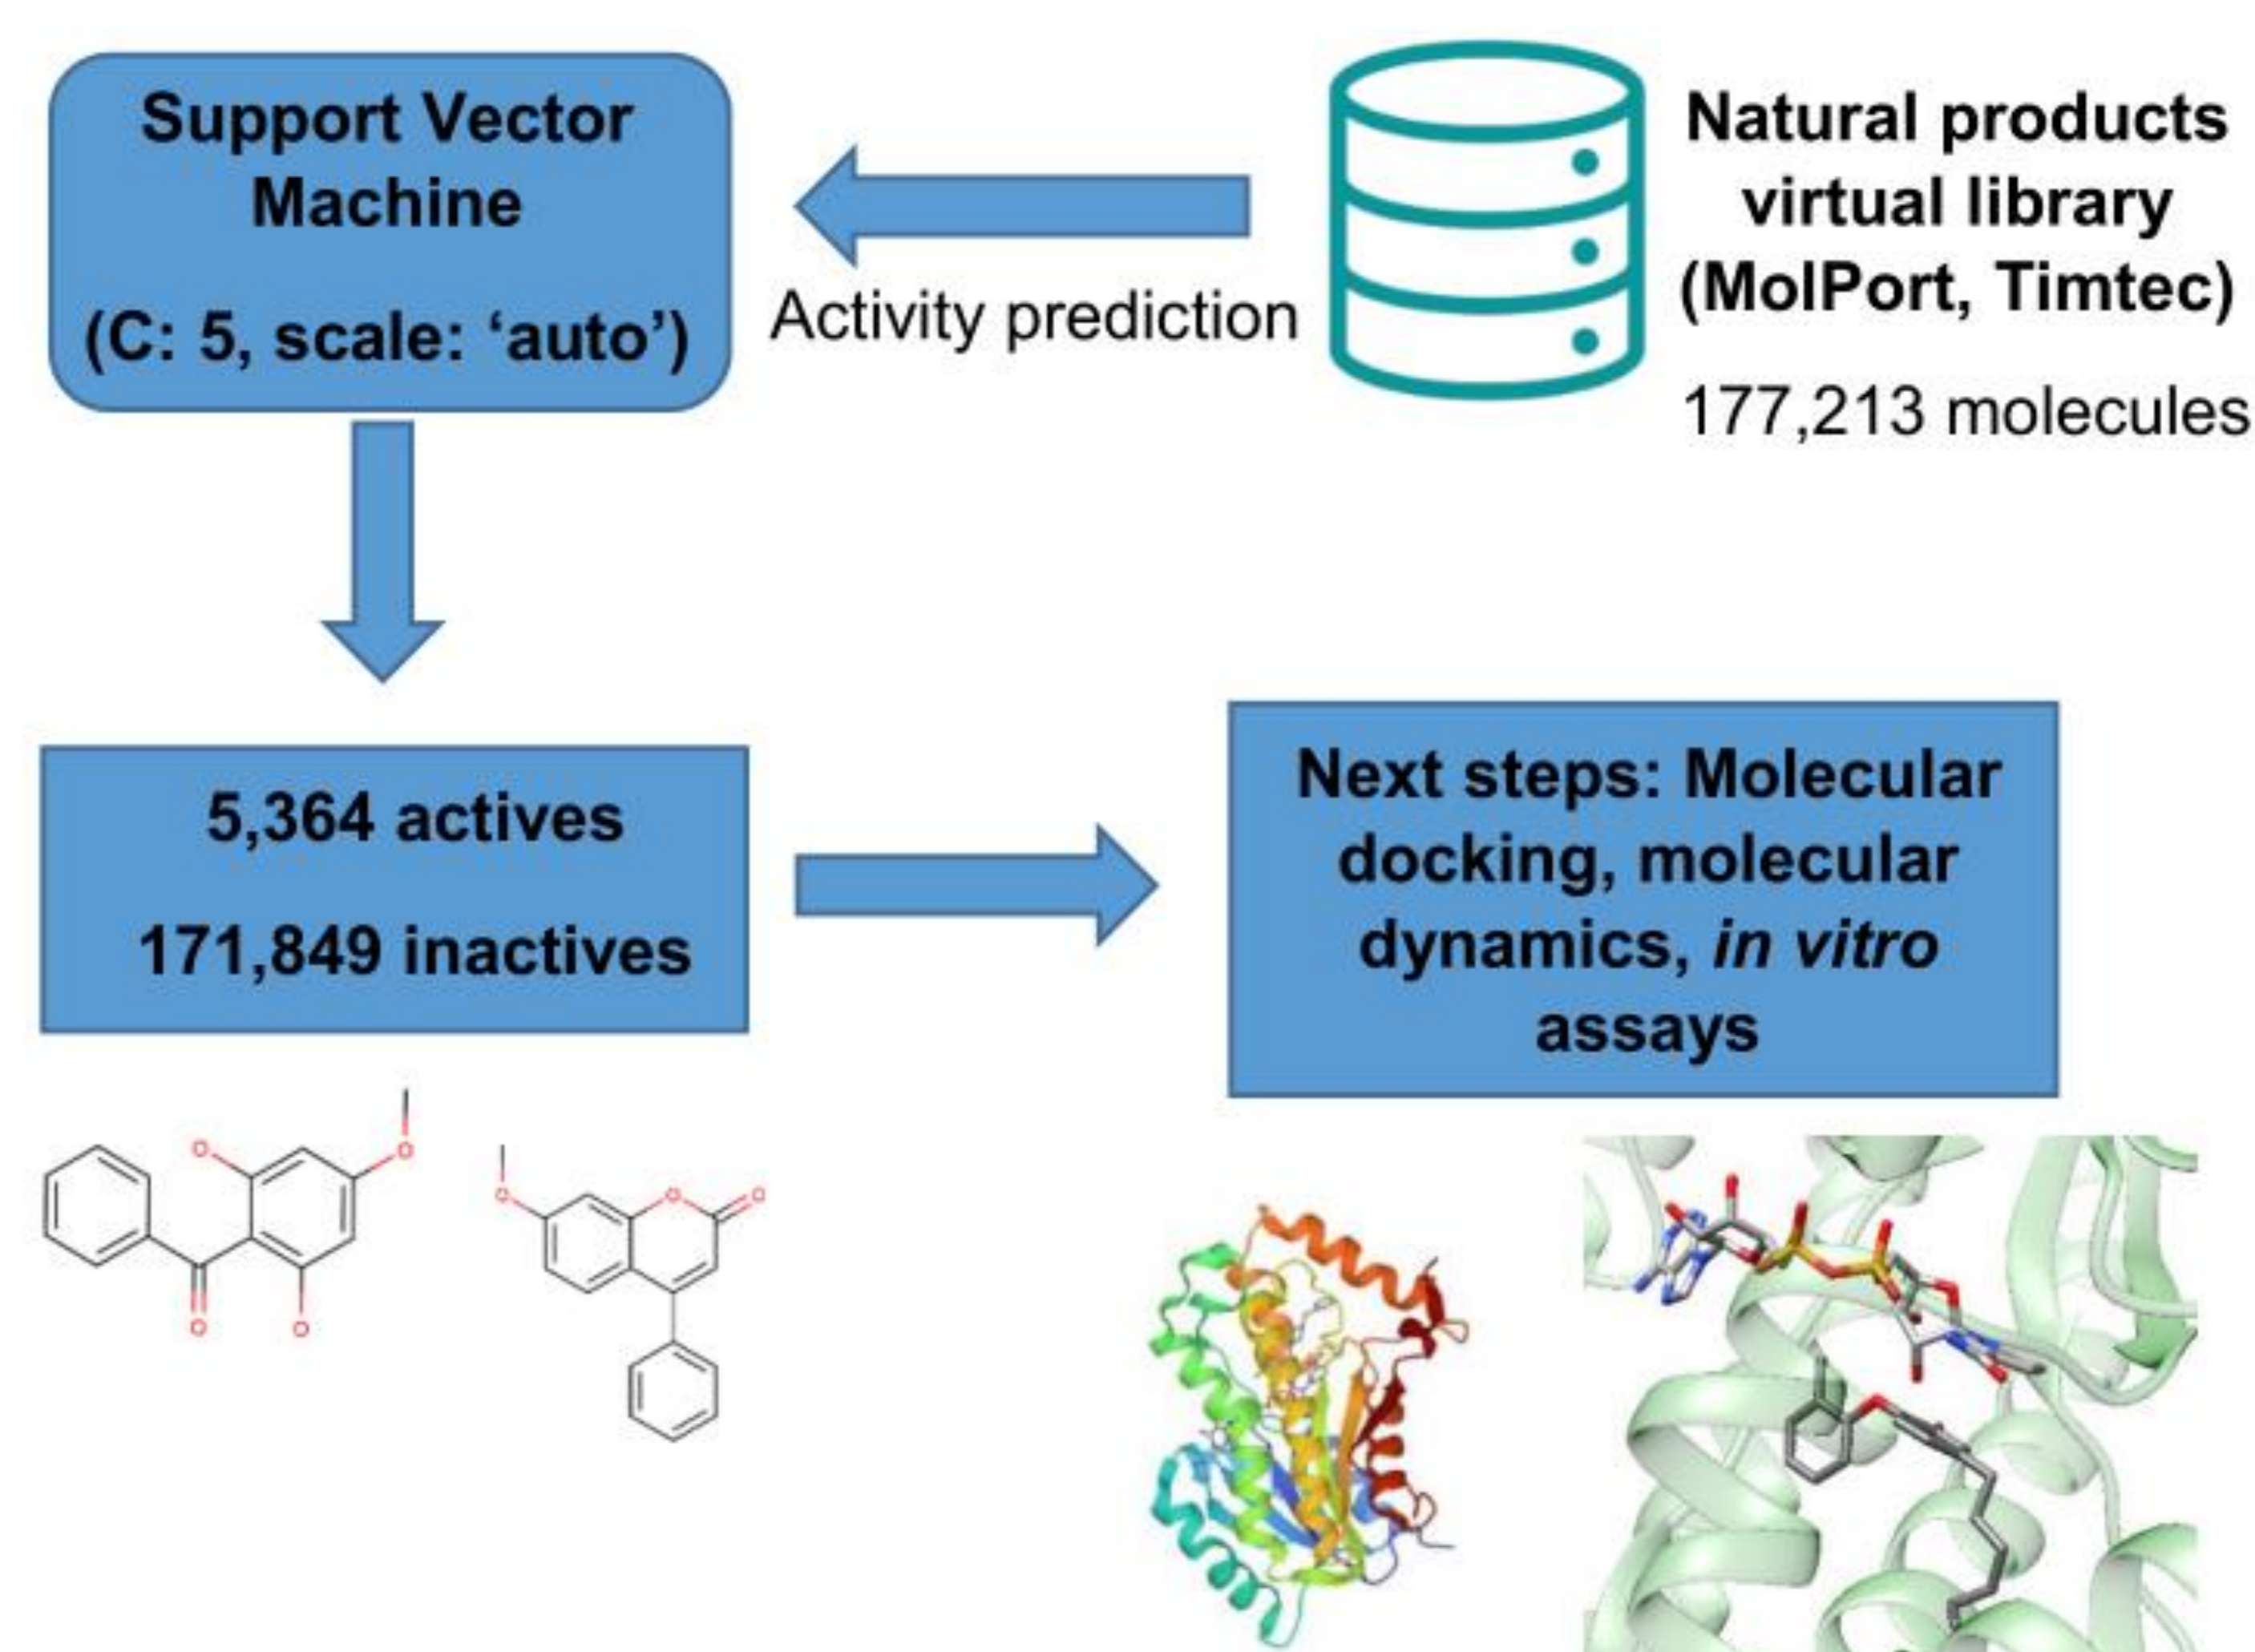 Support Vector
Machine
(C: 5, scale: ‘auto’)
Activity prediction
Natural products
virtual library
(MolPort, Timtec)
177,213 molecules
5,364 actives
171,849 inactives
Next steps: Molecular
docking, molecular
dynamics, in vitro
assays
O
O
O
O
O
O
O